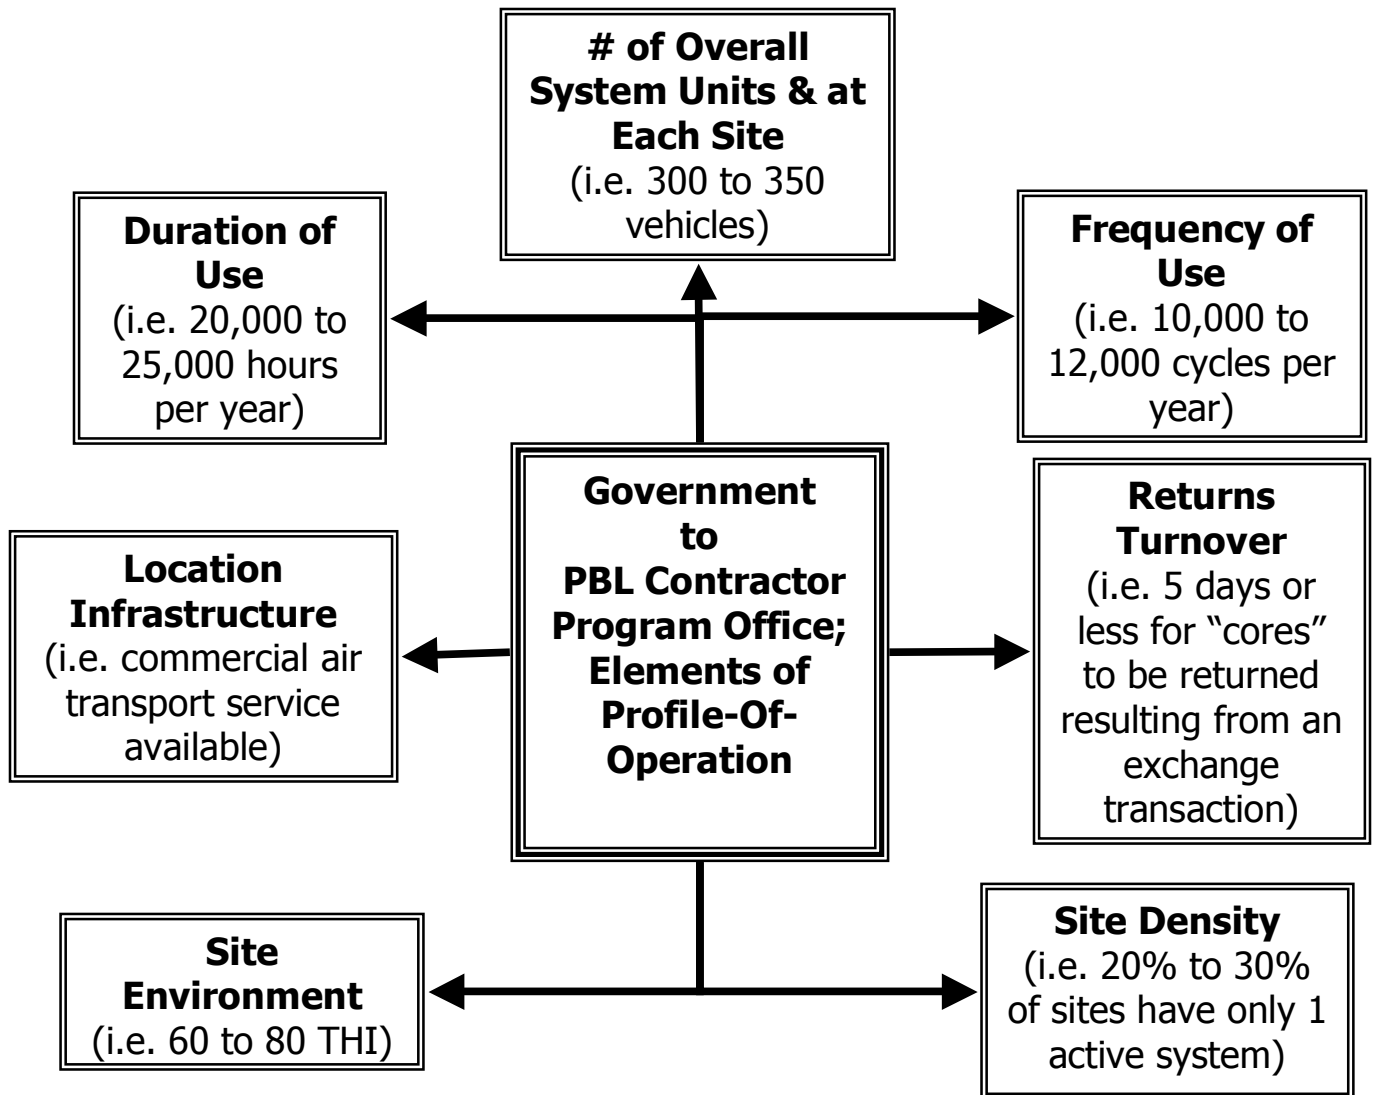 # of Overall
System Units & at
Each Site
(i.e. 300 to 350
vehicles)
Duration of
Use
(i.e. 20,000 to
25,000 hours
per year)
Frequency of
Use
(i.e. 10,000 to
12,000 cycles per
year)
Government
to
PBL Contractor
Program Office;
Elements of
Profile-Of-
Operation
Location
Infrastructure
(i.e. commercial air
transport service
available)
Returns
Turnover
(i.e. 5 days or
less for “cores”
to be returned
resulting from an
exchange
transaction)
Site
Environment
(i.e. 60 to 80 THI)
Site Density
(i.e. 20% to 30%
of sites have only 1
active system)